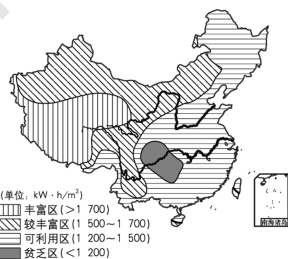 南海诸岛
(单位: kW·h/m²)
丰富区(>1 700)
较丰富区(1 500~1 700)
可利用区(1 200~1 500)
贫乏区(<1 200)